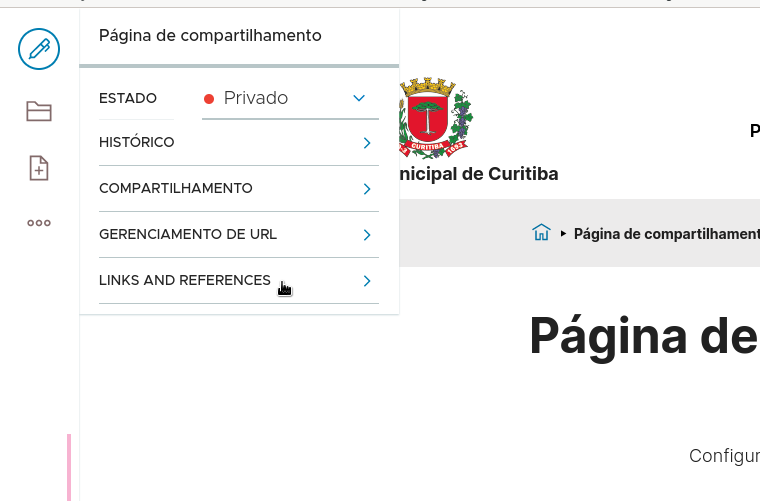 Página de compartilhamento
ESTADO
Privado
HISTÓRICO
COMPARTILHAMENTO
GERENCIAMENTO DE URL
LINKS AND REFERENCES
CURITIBA
nicipal de Curitiba
P
Página de compartilhament
Página de
Configur